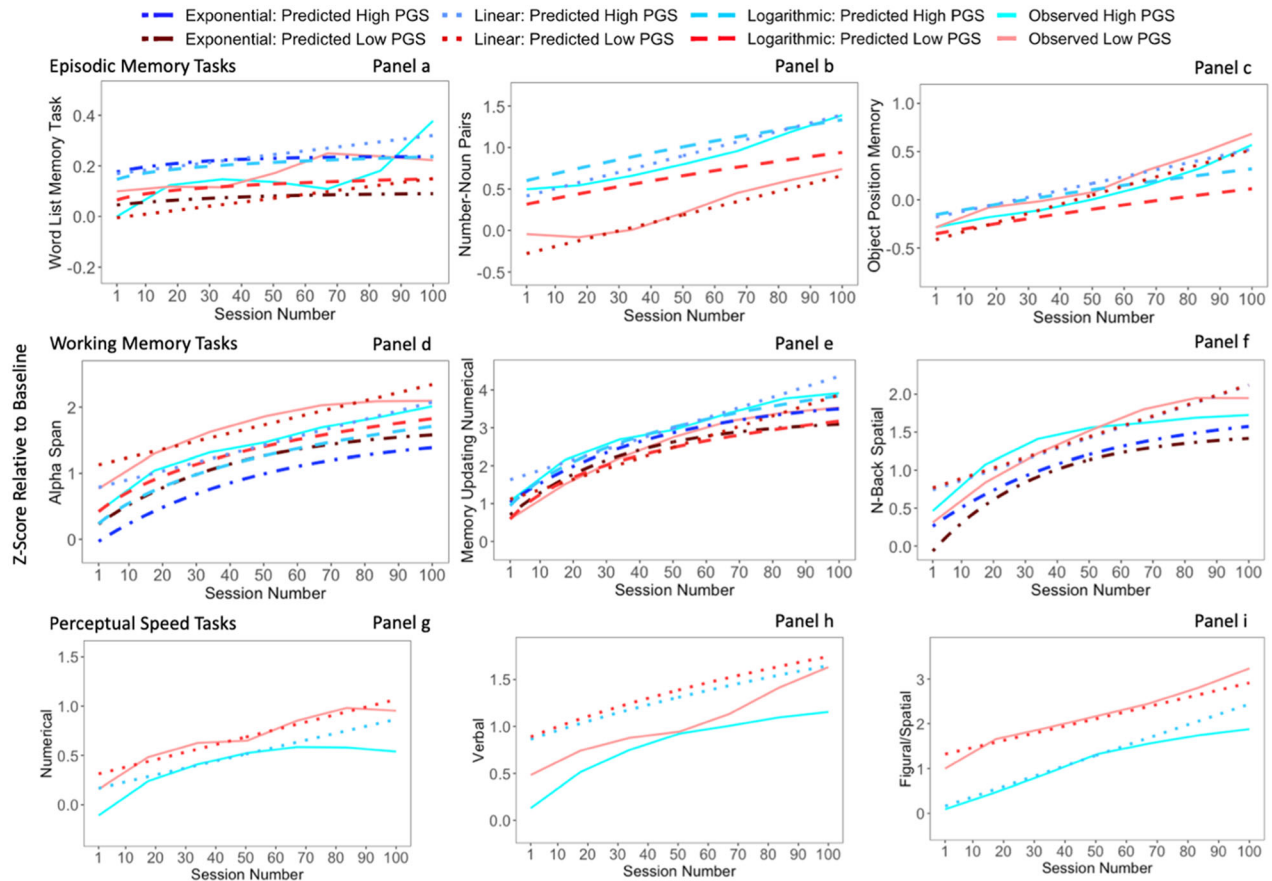 Exponential: Predicted High PGS Linear: Predicted High PGS Logarithmic: Predicted High PGS Observed High PGS
Exponential: Predicted Low PGS Linear: Predicted Low PGS Logarithmic: Predicted Low PGS Observed Low PGS
Episodic Memory Tasks Panel a Panel b Panel c
Z-Score Relative to Baseline
Word List Memory Task
0.4
0.2
0.0
-0.2
1 10 20 30 40 50 60 70 80 90 100
Session Number
Number-Noun Pairs
1.5
1.0
0.5
0.0
-0.5
1 10 20 30 40 50 60 70 80 90 100
Session Number
Object Position Memory
1.0
0.5
0.0
-0.5
1 10 20 30 40 50 60 70 80 90 100
Session Number
Working Memory Tasks Panel d Panel e Panel f
Alpha Span
2
1
0
1 10 20 30 40 50 60 70 80 90 100
Session Number
Memory Updating Numerical
4
3
2
1
0
1 10 20 30 40 50 60 70 80 90 100
Session Number
N-Back Spatial
2.0
1.5
1.0
0.5
0.0
1 10 20 30 40 50 60 70 80 90 100
Session Number
Perceptual Speed Tasks Panel g Panel h Panel i
Numerical
1.5
1.0
0.5
0.0
1 10 20 30 40 50 60 70 80 90 100
Session Number
Verbal
1.5
1.0
0.5
0.0
1 10 20 30 40 50 60 70 80 90 100
Session Number
Figural/Spatial
3
2
1
0
1 10 20 30 40 50 60 70 80 90 100
Session Number